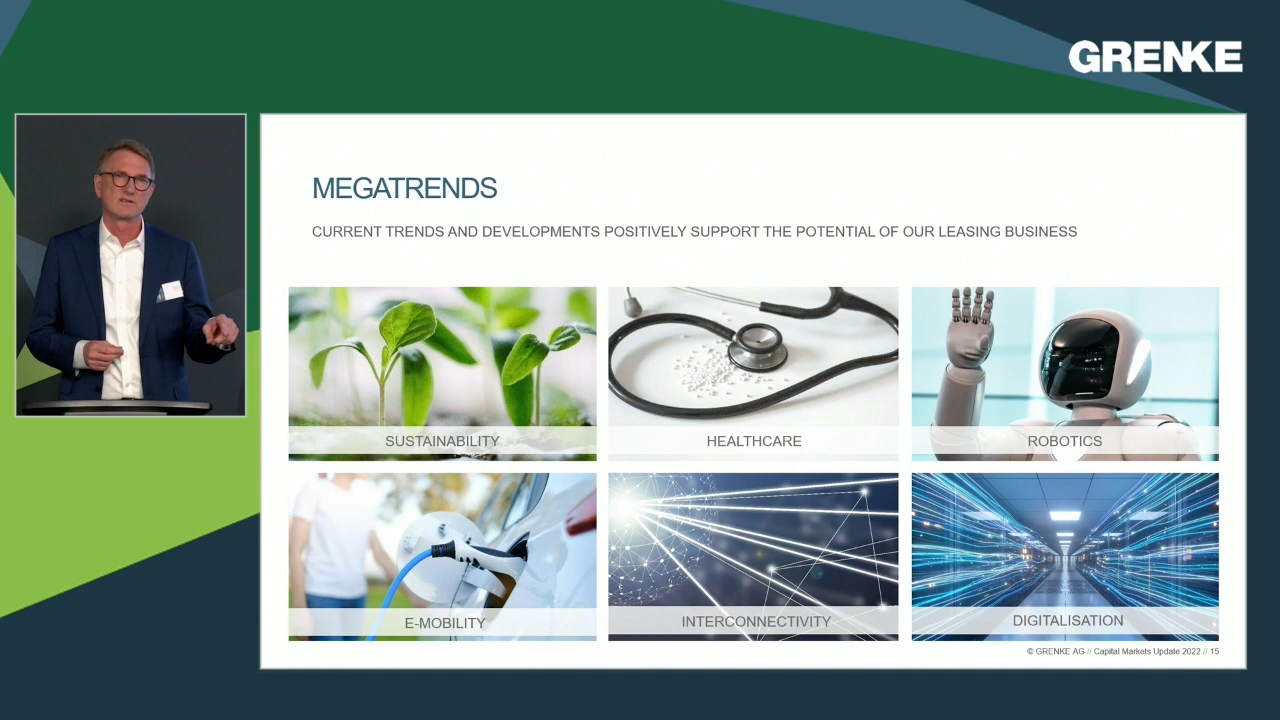 GRENKE
MEGATRENDS
CURRENT TRENDS AND DEVELOPMENTS POSITIVELY SUPPORT THE POTENTIAL OF OUR LEASING BUSINESS
SUSTAINABILITY
HEALTHCARE
ROBOTICS
E-MOBILITY
INTERCONNECTIVITY
DIGITALISATION
© GRENKE AG // Capital Markets Update 2022 // 15